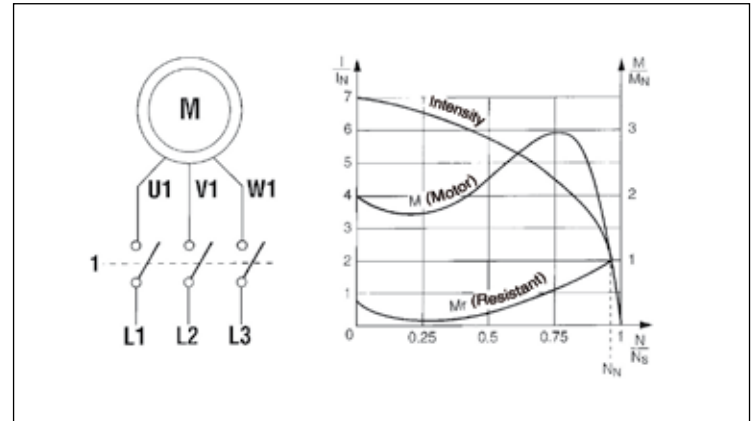 M
U1 V1 W1
1
L1 L2 L3
I
IN
7
6
5
4
3
2
1
0
Intensity
M (Motor)
Mr (Resistant)
M
MN
3
2
1
0.25 0.5 0.75 1
N
NS
NN